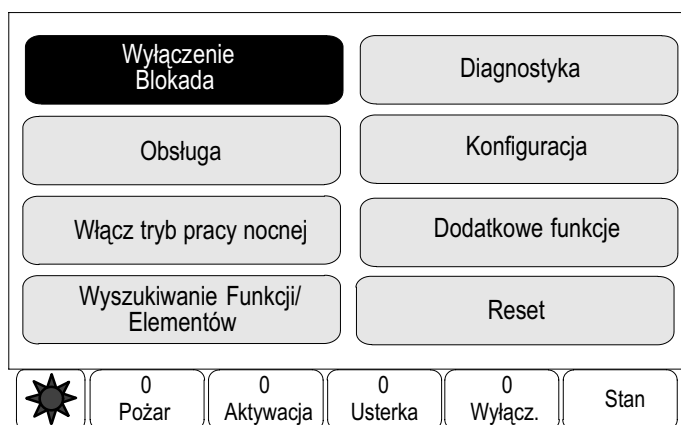 Wyłączenie
Blokada
Diagnostyka
Obsługa
Konfiguracja
Włącz tryb pracy nocnej
Dodatkowe funkcje
Wyszukiwanie Funkcji/
Elementów
Reset
0
Pożar
0
Aktywacja
0
Usterka
0
Wyłącz.
Stan